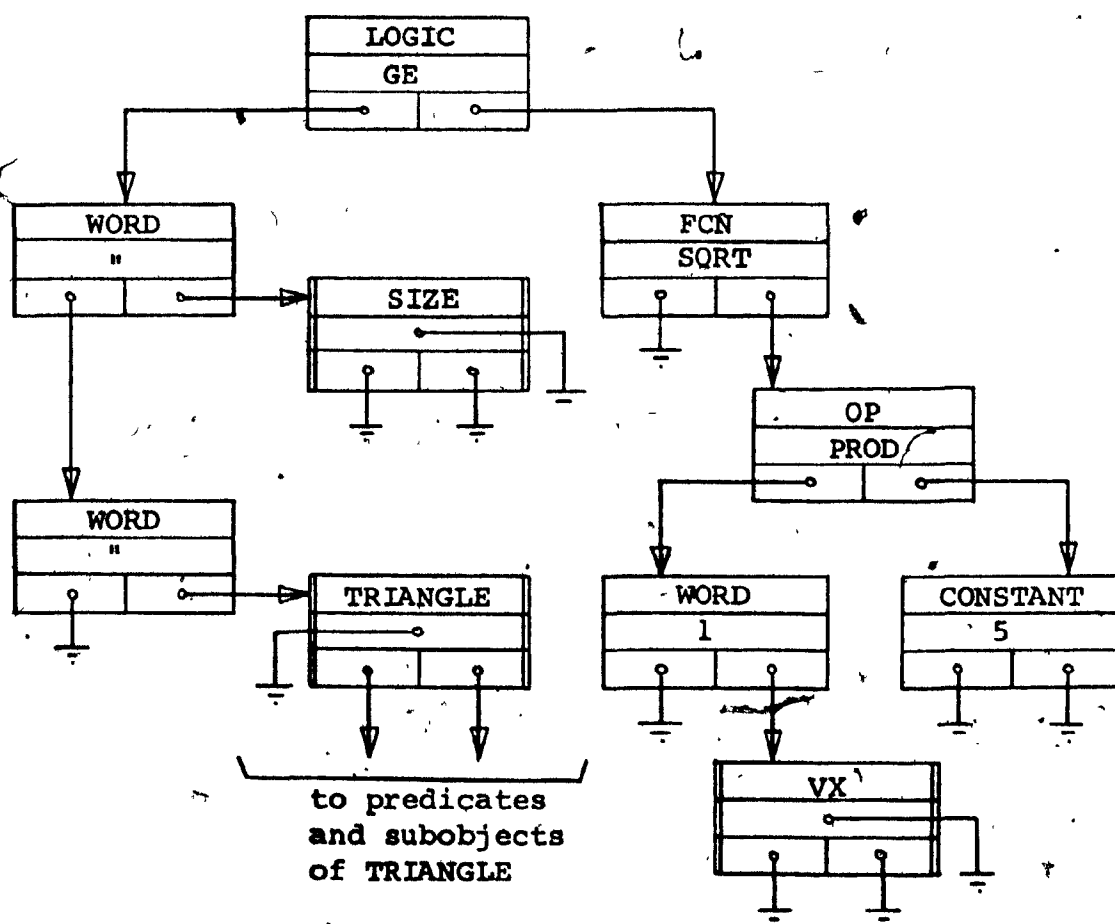 LOGIC
GE
WORD
"
FCN
SQRT
SIZE
OP
PROD
WORD
"
TRIANGLE
WORD
1
CONSTANT
5
VX
to predicates
and subobjects
of TRIANGLE